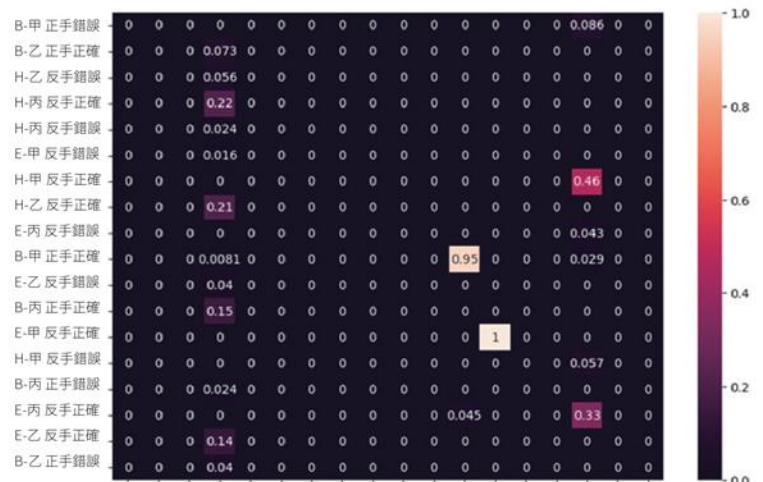 B-甲 正手錯誤 0 0 0 0 0 0 0 0 0 0 0 0 0 0 0 0.086 0 0
B-乙 正手正確 0 0 0 0.073 0 0 0 0 0 0 0 0 0 0 0 0 0 0
H-乙 反手錯誤 0 0 0 0.056 0 0 0 0 0 0 0 0 0 0 0 0 0 0
H-丙 反手正確 0 0 0 0.22 0 0 0 0 0 0 0 0 0 0 0 0 0 0
H-丙 反手錯誤 0 0 0 0.024 0 0 0 0 0 0 0 0 0 0 0 0 0 0
E-甲 反手錯誤 0 0 0 0.016 0 0 0 0 0 0 0 0 0 0 0 0 0 0
H-甲 反手正確 0 0 0 0 0 0 0 0 0 0 0 0 0 0 0 0.46 0 0
H-乙 反手正確 0 0 0 0.21 0 0 0 0 0 0 0 0 0 0 0 0 0 0
E-丙 反手錯誤 0 0 0 0 0 0 0 0 0 0 0 0 0 0 0 0.043 0 0
B-甲 正手正確 0 0 0 0.0081 0 0 0 0 0 0 0 0.95 0 0 0 0.029 0 0
E-乙 反手錯誤 0 0 0 0.04 0 0 0 0 0 0 0 0 0 0 0 0 0 0
B-丙 正手正確 0 0 0 0.15 0 0 0 0 0 0 0 0 0 0 0 0 0 0
E-甲 反手正確 0 0 0 0 0 0 0 0 0 0 0 0 1 0 0 0 0 0
H-甲 反手錯誤 0 0 0 0 0 0 0 0 0 0 0 0 0 0 0 0.057 0 0
B-丙 正手錯誤 0 0 0 0.024 0 0 0 0 0 0 0 0 0 0 0 0 0 0
E-丙 反手正確 0 0 0 0 0 0 0 0 0 0 0 0.045 0 0 0 0.33 0 0
E-乙 反手正確 0 0 0 0.14 0 0 0 0 0 0 0 0 0 0 0 0 0 0
B-乙 正手錯誤 0 0 0 0.04 0 0 0 0 0 0 0 0 0 0 0 0 0 0
1.0
0.8
0.6
0.4
0.2
0.0